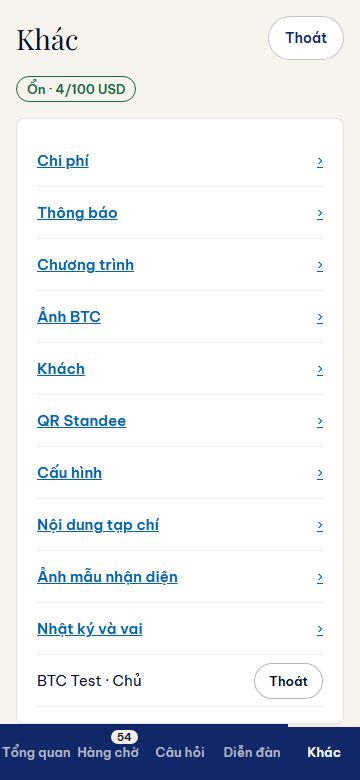 Khác
Thoát
Ổn · 4/100 USD
Chi phí ›
Thông báo ›
Chương trình ›
Ảnh BTC ›
Khách ›
QR Standee ›
Cấu hình ›
Nội dung tạp chí ›
Ảnh mẫu nhận diện ›
Nhật ký và vai ›
BTC Test · Chủ
Thoát
54
Tổng quan Hàng chờ Câu hỏi Diễn đàn Khác